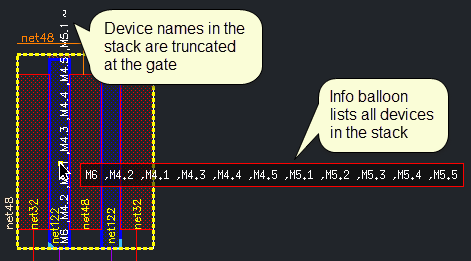 Device names in the
stack are truncated
at the gate
net48
M6 ,M4.2 ,M4.3 ,M4.4 ,M4.5 ,M5.1 ~
Info balloon
lists all devices
in the stack
M6 ,M4.2 ,M4.1 ,M4.3 ,M4.4 ,M4.5 ,M5.1 ,M5.2 ,M5.3 ,M5.4 ,M5.5
net48
net32
net122
net48
net122
net32